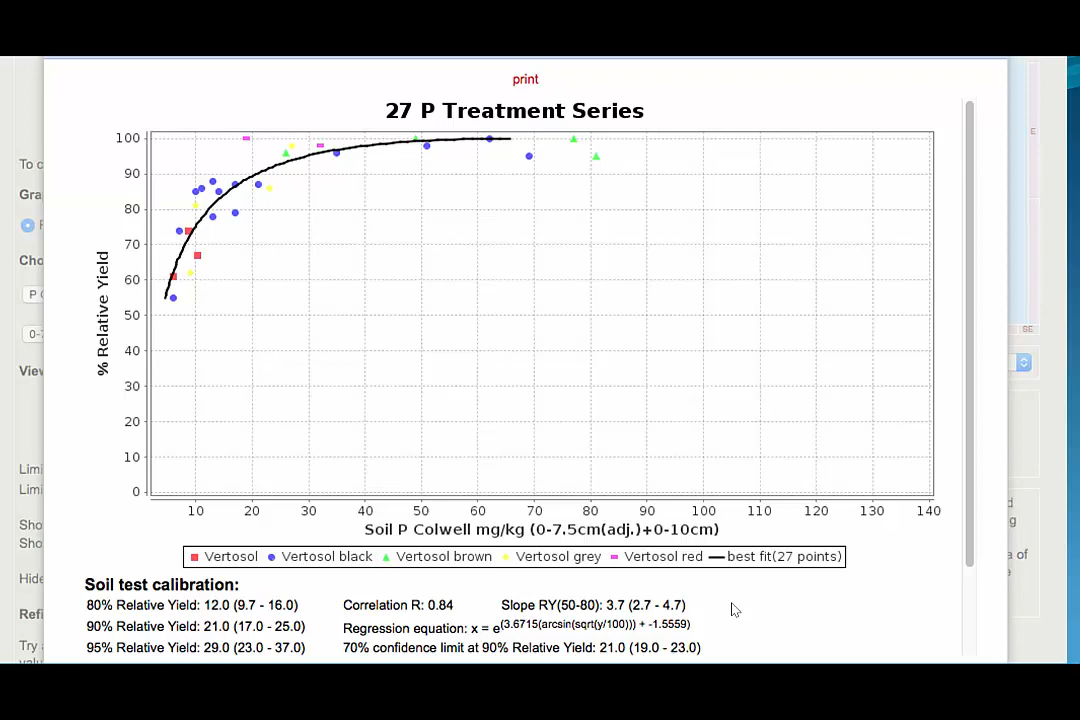 print
27 P Treatment Series
100
90
80
70
60
50
40
30
20
10
0
% Relative Yield
10 20 30 40 50 60 70 80 90 100 110 120 130 140
Soil P Colwell mg/kg (0-7.5cm(adj.)+0-10cm)
Vertosol Vertosol black Vertosol brown Vertosol grey Vertosol red best fit(27 points)
Soil test calibration:
80% Relative Yield: 12.0 (9.7 - 16.0) Correlation R: 0.84 Slope RY(50-80): 3.7 (2.7 - 4.7)
90% Relative Yield: 21.0 (17.0 - 25.0) Regression equation: x = e(3.6715(arcsin(sqrt(y/100))) + -1.5559)
95% Relative Yield: 29.0 (23.0 - 37.0) 70% confidence limit at 90% Relative Yield: 21.0 (19.0 - 23.0)
To c
Gra
Cho
P C
0-7
View
Limi
Limi
Sho
Sho
Hide
Refi
Try a
E
SE